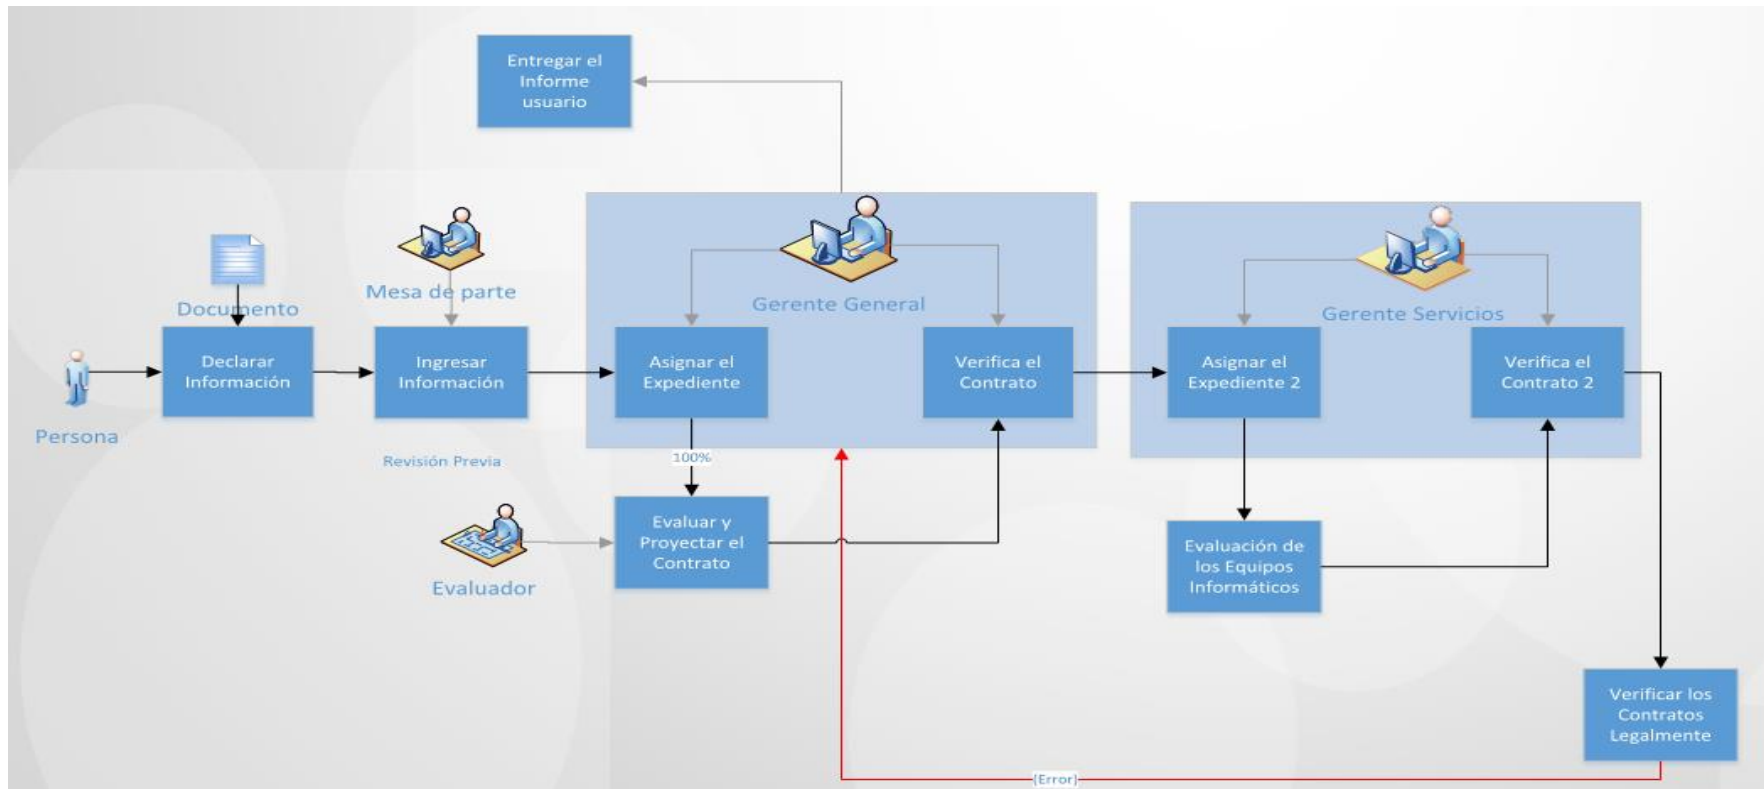 Entregar el
Informe
usuario
Documento
Mesa de parte
Gerente General
Gerente Servicios
Persona
Declarar
Información
Ingresar
Información
Asignar el
Expediente
Verifica el
Contrato
Asignar el
Expediente 2
Verifica el
Contrato 2
Revisión Previa
100%
Evaluador
Evaluar y
Proyectar el
Contrato
Evaluación de
los Equipos
Informáticos
Verificar los
Contratos
Legalmente
(Error)